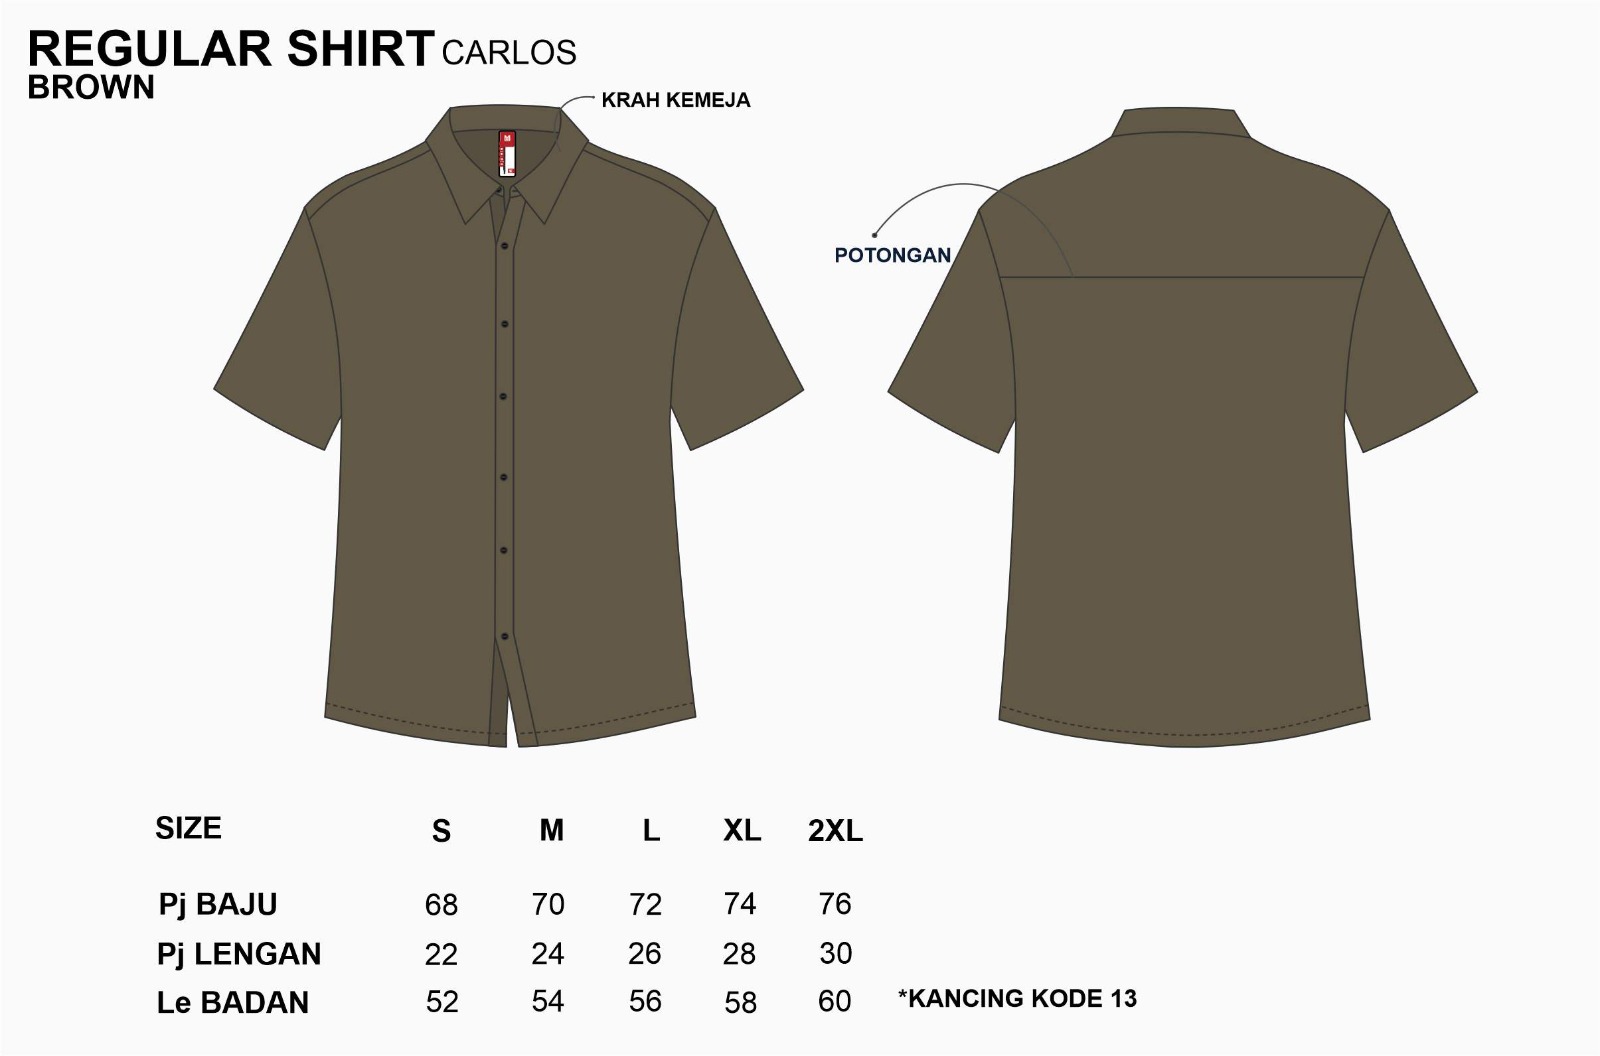 REGULAR SHIRT CARLOS
BROWN
KRAH KEMEJA
POTONGAN
SIZE S M L XL 2XL
Pj BAJU 68 70 72 74 76
Pj LENGAN 22 24 26 28 30
Le BADAN 52 54 56 58 60
*KANCING KODE 13